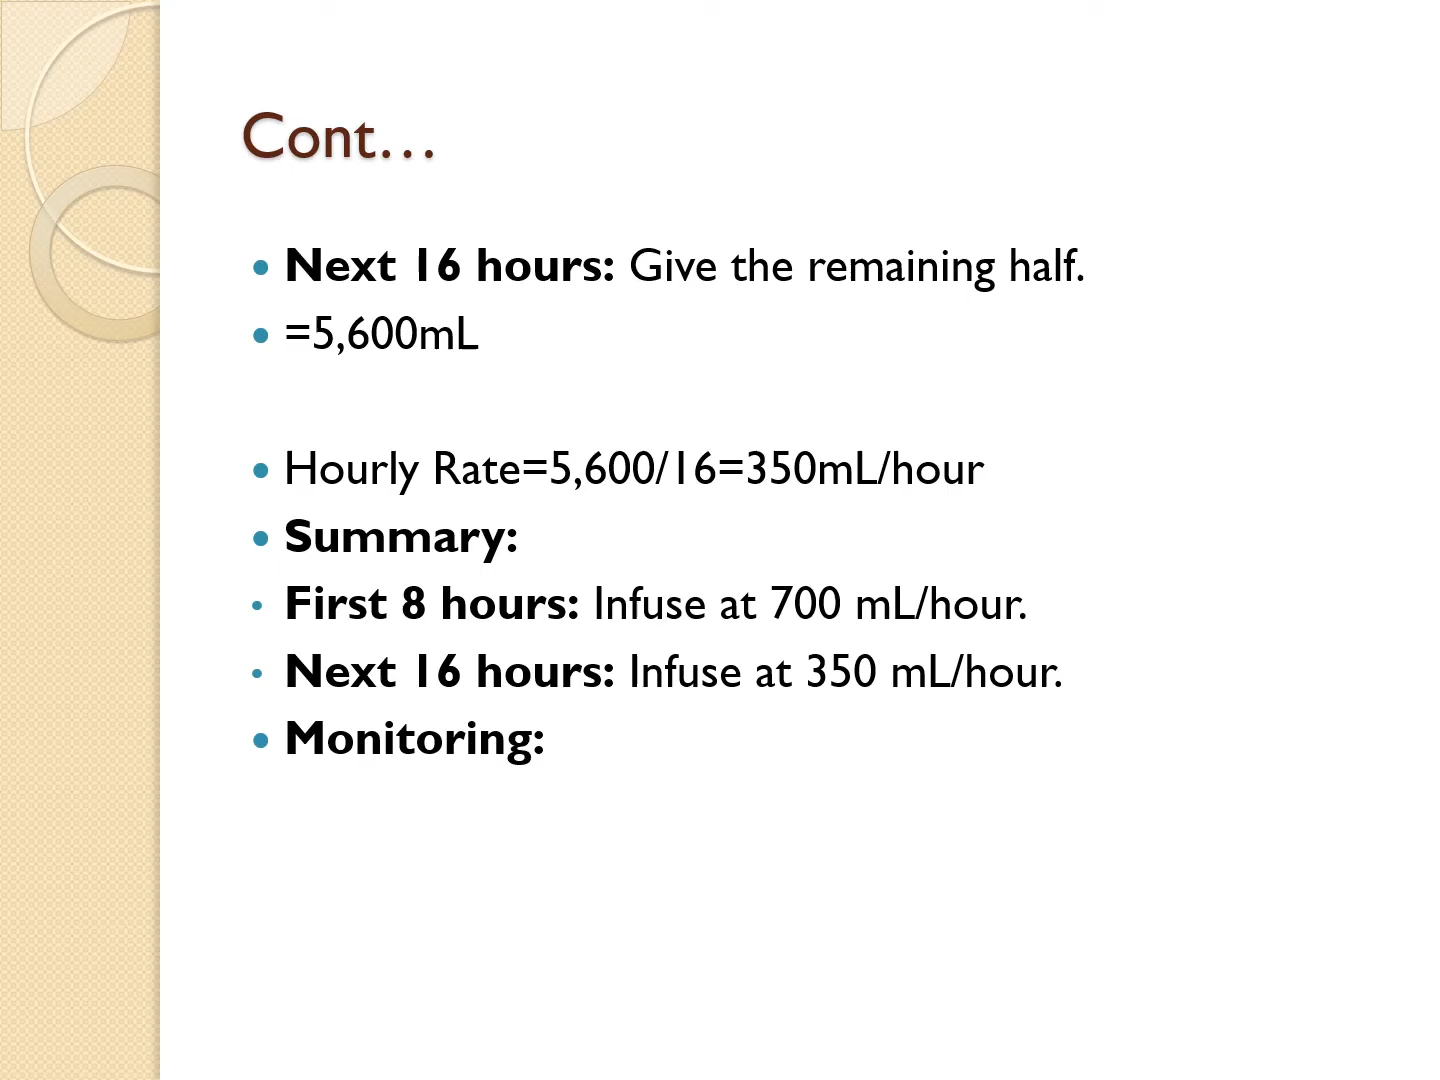 Cont...
• Next 16 hours: Give the remaining half.
• =5,600mL
• Hourly Rate=5,600/16=350mL/hour
• Summary:
• First 8 hours: Infuse at 700 mL/hour.
• Next 16 hours: Infuse at 350 mL/hour.
• Monitoring: